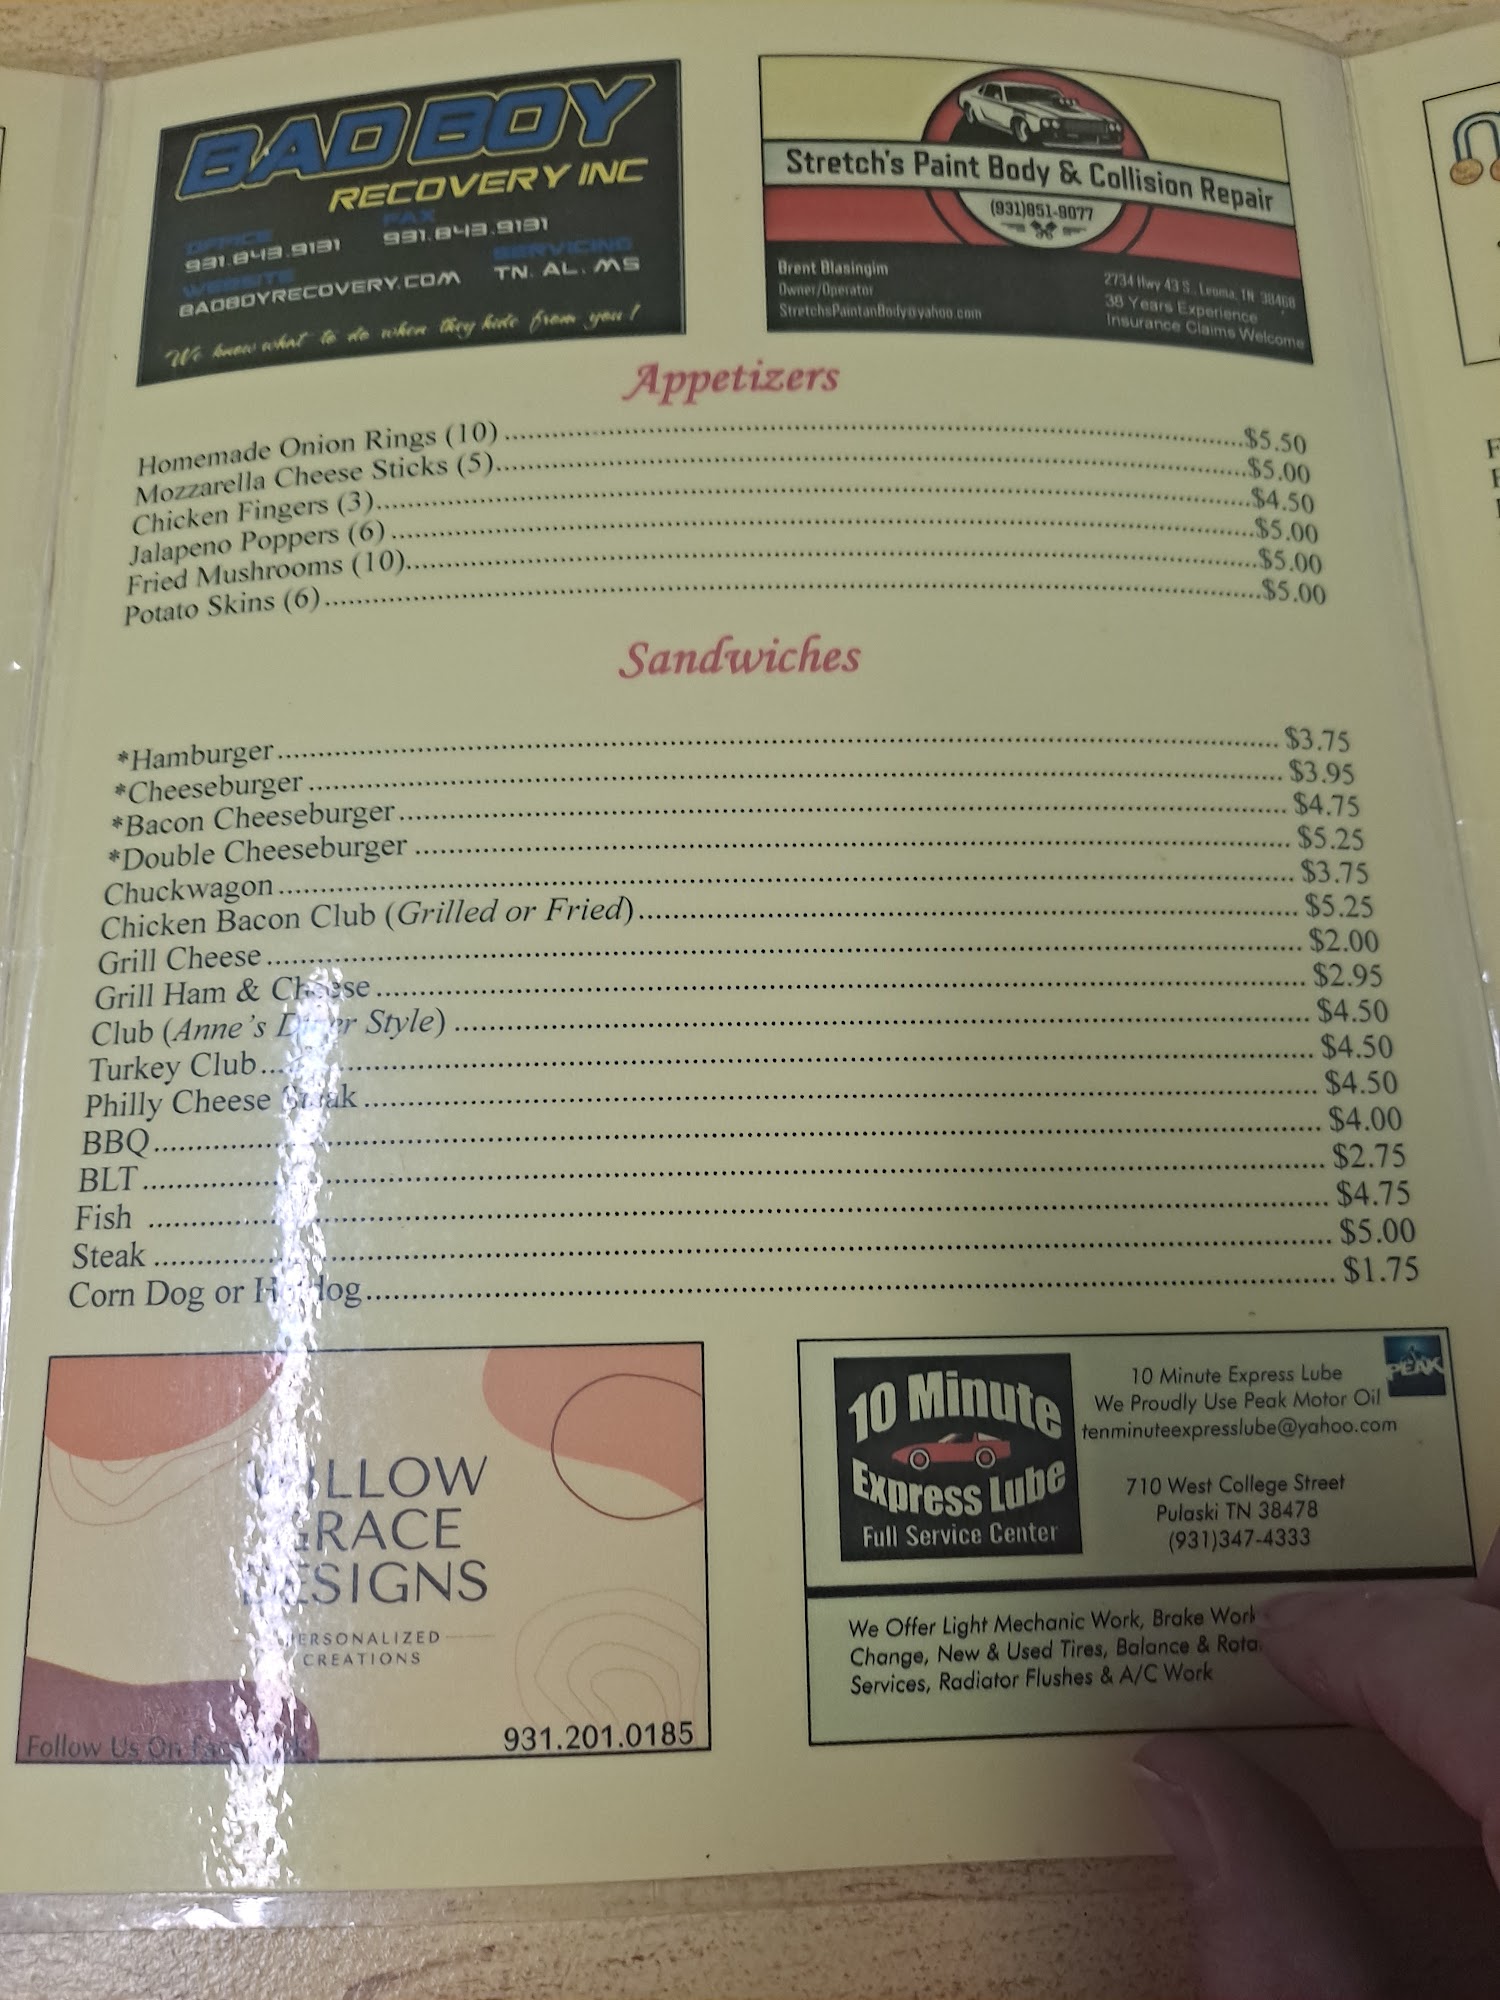 BAD BOY
RECOVERY INC
OFFICE
931.843.9131
FAX
931.843.9131
WEBSITE
BADBOYRECOVERY.COM
SERVICING
TN. AL. MS
We know what to do when they hide from you!
Stretch's Paint Body & Collision Repair
(931)851-9077
Brent Blasingim
Owner/Operator
StretchsPaintanBody@yahoo.com
2734 Hwy 43 S., Leoma, TN 38468
38 Years Experience
Insurance Claims Welcome
Appetizers
Homemade Onion Rings (10) $5.50
Mozzarella Cheese Sticks (5) $5.00
Chicken Fingers (3) $4.50
Jalapeno Poppers (6) $5.00
Fried Mushrooms (10) $5.00
Potato Skins (6) $5.00
Sandwiches
*Hamburger $3.75
*Cheeseburger $3.95
*Bacon Cheeseburger $4.75
*Double Cheeseburger $5.25
Chuckwagon $3.75
Chicken Bacon Club (Grilled or Fried) $5.25
Grill Cheese $2.00
Grill Ham & Cheese $2.95
Club (Anne's Diner Style) $4.50
Turkey Club $4.50
Philly Cheese Steak $4.50
BBQ $4.00
BLT $2.75
Fish $4.75
Steak $5.00
Corn Dog or Hotdog $1.75
WILLOW
GRACE
DESIGNS
PERSONALIZED
CREATIONS
Follow Us On Facebook
931.201.0185
10 Minute
Express Lube
Full Service Center
PEAK
10 Minute Express Lube
We Proudly Use Peak Motor Oil
tenminuteexpresslube@yahoo.com
710 West College Street
Pulaski TN 38478
(931)347-4333
We Offer Light Mechanic Work, Brake Work
Change, New & Used Tires, Balance &
Services, Radiator Flushes & A/C Work